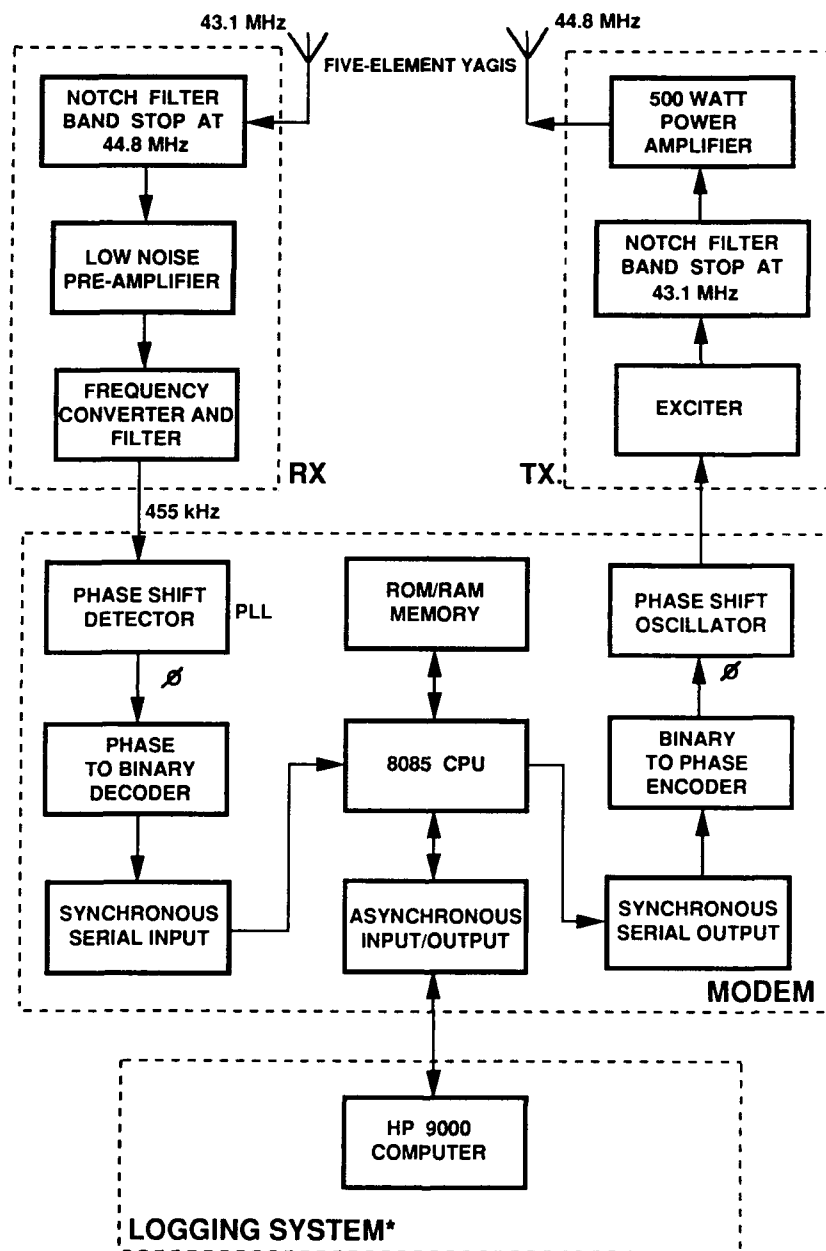 43.1 MHz
44.8 MHz
FIVE-ELEMENT YAGIS
NOTCH FILTER
BAND STOP AT
44.8 MHz
LOW NOISE
PRE-AMPLIFIER
FREQUENCY
CONVERTER AND
FILTER
RX
500 WATT
POWER
AMPLIFIER
NOTCH FILTER
BAND STOP AT
43.1 MHz
EXCITER
TX.
455 kHz
PHASE SHIFT
DETECTOR
PLL
Ø
PHASE
TO BINARY
DECODER
SYNCHRONOUS
SERIAL INPUT
ROM/RAM
MEMORY
8085 CPU
ASYNCHRONOUS
INPUT/OUTPUT
PHASE SHIFT
OSCILLATOR
Ø
BINARY
TO PHASE
ENCODER
SYNCHRONOUS
SERIAL OUTPUT
MODEM
HP 9000
COMPUTER
LOGGING SYSTEM*